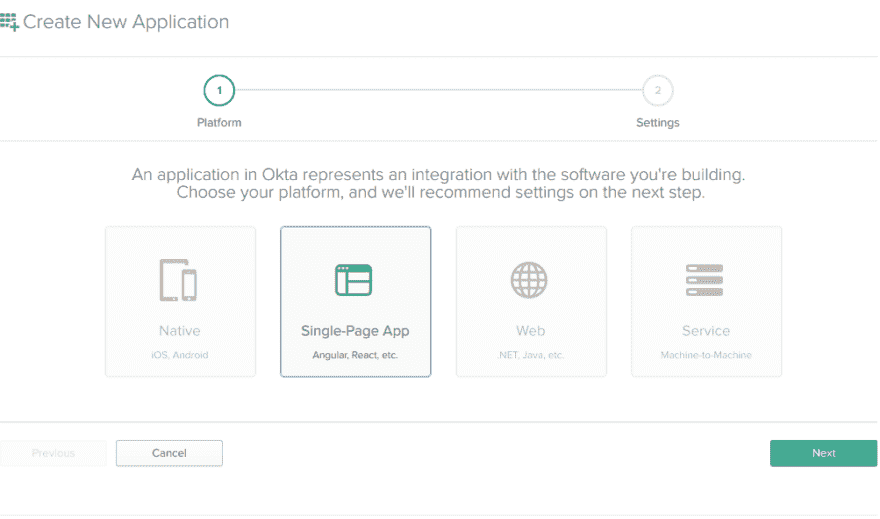 Create New Application
1
2
Platform
Settings
An application in Okta represents an integration with the software you're building.
Choose your platform, and we'll recommend settings on the next step.
Native
iOS, Android
Single-Page App
Angular, React, etc.
Web
.NET, Java, etc.
Service
Machine-to-Machine
Previous
Cancel
Next